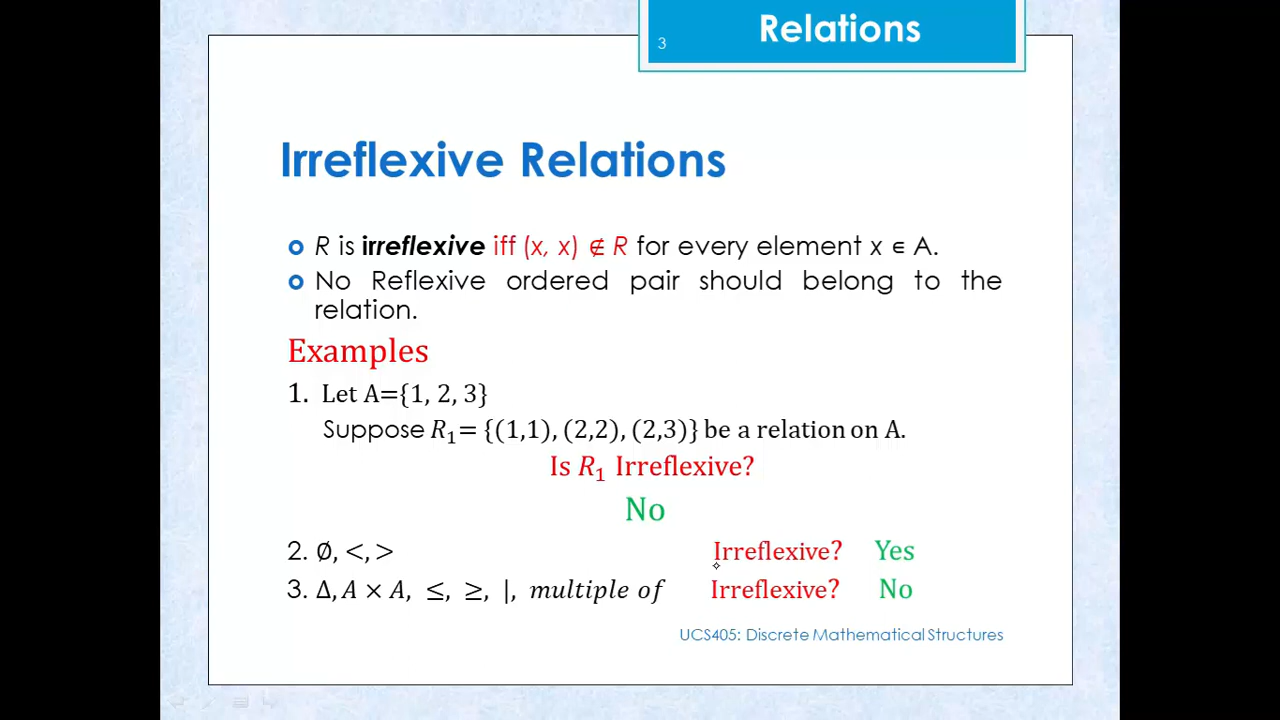 Relations
3
Irreflexive Relations
R is irreflexive iff (x, x) ∉ R for every element x ∈ A.
No Reflexive ordered pair should belong to the
relation.
Examples
1. Let A={1, 2, 3}
Suppose R₁= {(1,1), (2,2), (2,3)} be a relation on A.
Is R₁ Irreflexive?
No
2. ∅, <, > Irreflexive? Yes
3. Δ, A × A, ≤, ≥, |, multiple of Irreflexive? No
UCS405: Discrete Mathematical Structures